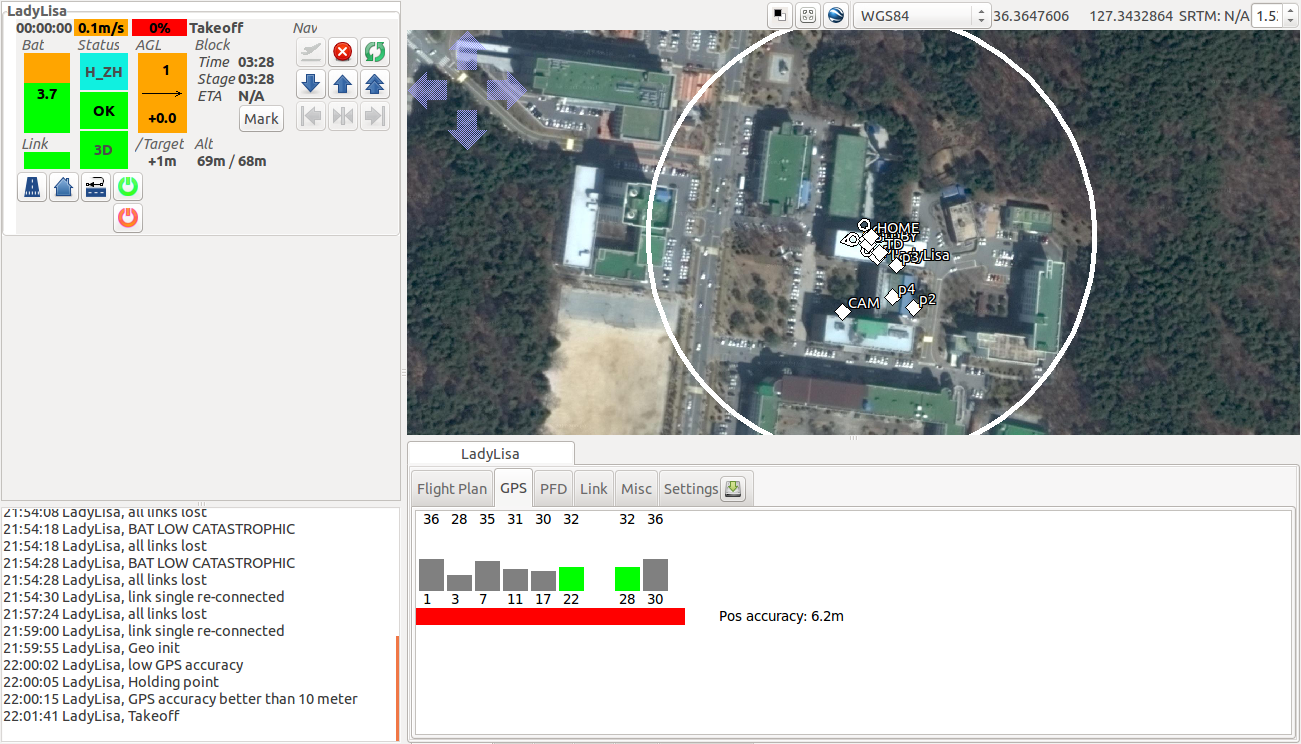 LadyLisa
00:00:00 0.1m/s 0% Takeoff Nav
Bat Status AGL Block
Time 03:28
Stage 03:28
ETA N/A
Mark
3.7
H_ZH
OK
3D
1
+0.0
Link /Target Alt
+1m 69m / 68m
WGS84 36.3647606 127.3432864 SRTM: N/A 1.5
HOME
TD
LadyLisa
p3
p4
p2
CAM
LadyLisa
Flight Plan GPS PFD Link Misc Settings
36 28 35 31 30 32 32 36
1 3 7 11 17 22 28 30
Pos accuracy: 6.2m
21:54:08 LadyLisa, all links lost
21:54:18 LadyLisa, BAT LOW CATASTROPHIC
21:54:18 LadyLisa, all links lost
21:54:28 LadyLisa, BAT LOW CATASTROPHIC
21:54:28 LadyLisa, all links lost
21:54:30 LadyLisa, link single re-connected
21:57:24 LadyLisa, all links lost
21:59:00 LadyLisa, link single re-connected
21:59:55 LadyLisa, Geo init
22:00:02 LadyLisa, low GPS accuracy
22:00:05 LadyLisa, Holding point
22:00:15 LadyLisa, GPS accuracy better than 10 meter
22:01:41 LadyLisa, Takeoff